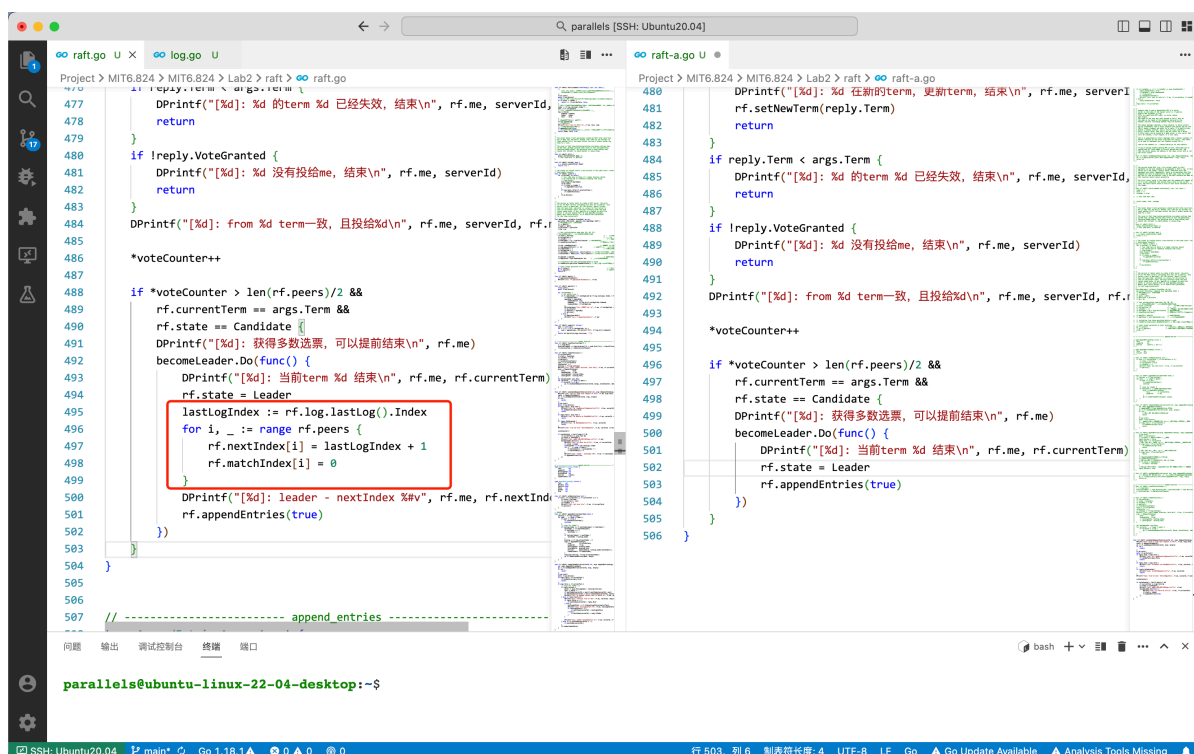 parallels [SSH: Ubuntu20.04]
raft.go U
log.go U
Project > MIT6.824 > MIT6.824 > Lab2 > raft > raft.go
476 if reply.Term < args.Term {
477 DPrintf("[%d]: %d 的term %d 已经失效，结束\n", rf.me, serverId,
478 return
479 }
480 if !reply.VoteGranted {
481 DPrintf("[%d]: %d 没有投给me，结束\n", rf.me, serverId)
482 return
483 }
484 DPrintf("[%d]: from %d term一致，且投给%d\n", rf.me, serverId, rf.
485
486 *voteCounter++
487
488 if *voteCounter > len(rf.peers)/2 &&
489 rf.currentTerm == args.Term &&
490 rf.state == Candidate {
491 DPrintf("[%d]: 获得多数选票，可以提前结束\n", rf.me)
492 becomeLeader.Do(func() {
493 DPrintf("[%d]: 当前term %d 结束\n", rf.me, rf.currentTerm)
494 rf.state = Leader
495 lastLogIndex := rf.log.lastLog().Index
496 for i, _ := range rf.peers {
497 rf.nextIndex[i] = lastLogIndex + 1
498 rf.matchIndex[i] = 0
499 }
500 DPrintf("[%d]: leader - nextIndex %#v", rf.me, rf.nextInd
501 rf.appendEntries(true)
502 })
503 }
504 }
505
506
507 // ------------------------- append_entries -------------------------
raft-a.go U
Project > MIT6.824 > MIT6.824 > Lab2 > raft > raft-a.go
480 DPrintf("[%d]: %d 在新的term，更新term，结束\n", rf.me, serverI
481 rf.setNewTerm(reply.Term)
482 return
483 }
484 if reply.Term < args.Term {
485 DPrintf("[%d]: %d 的term %d 已经失效，结束\n", rf.me, serverId,
486 return
487 }
488 if !reply.VoteGranted {
489 DPrintf("[%d]: %d 没有投给me，结束\n", rf.me, serverId)
490 return
491 }
492 DPrintf("[%d]: from %d term一致，且投给%d\n", rf.me, serverId, rf.
493
494 *voteCounter++
495
496 if *voteCounter > len(rf.peers)/2 &&
497 rf.currentTerm == args.Term &&
498 rf.state == Candidate {
499 DPrintf("[%d]: 获得多数选票，可以提前结束\n", rf.me)
500 becomeLeader.Do(func() {
501 DPrintf("[%d]: 当前term %d 结束\n", rf.me, rf.currentTerm)
502 rf.state = Leader
503 rf.appendEntries(true)
504 })
505 }
506 }
1
17
问题 输出 调试控制台 终端 端口
bash
parallels@ubuntu-linux-22-04-desktop:~$
SSH: Ubuntu20.04 main* Go 1.18.1 0 0 0 行 503，列 6 制表符长度: 4 UTF-8 LF Go Go Update Available Analysis Tools Missing